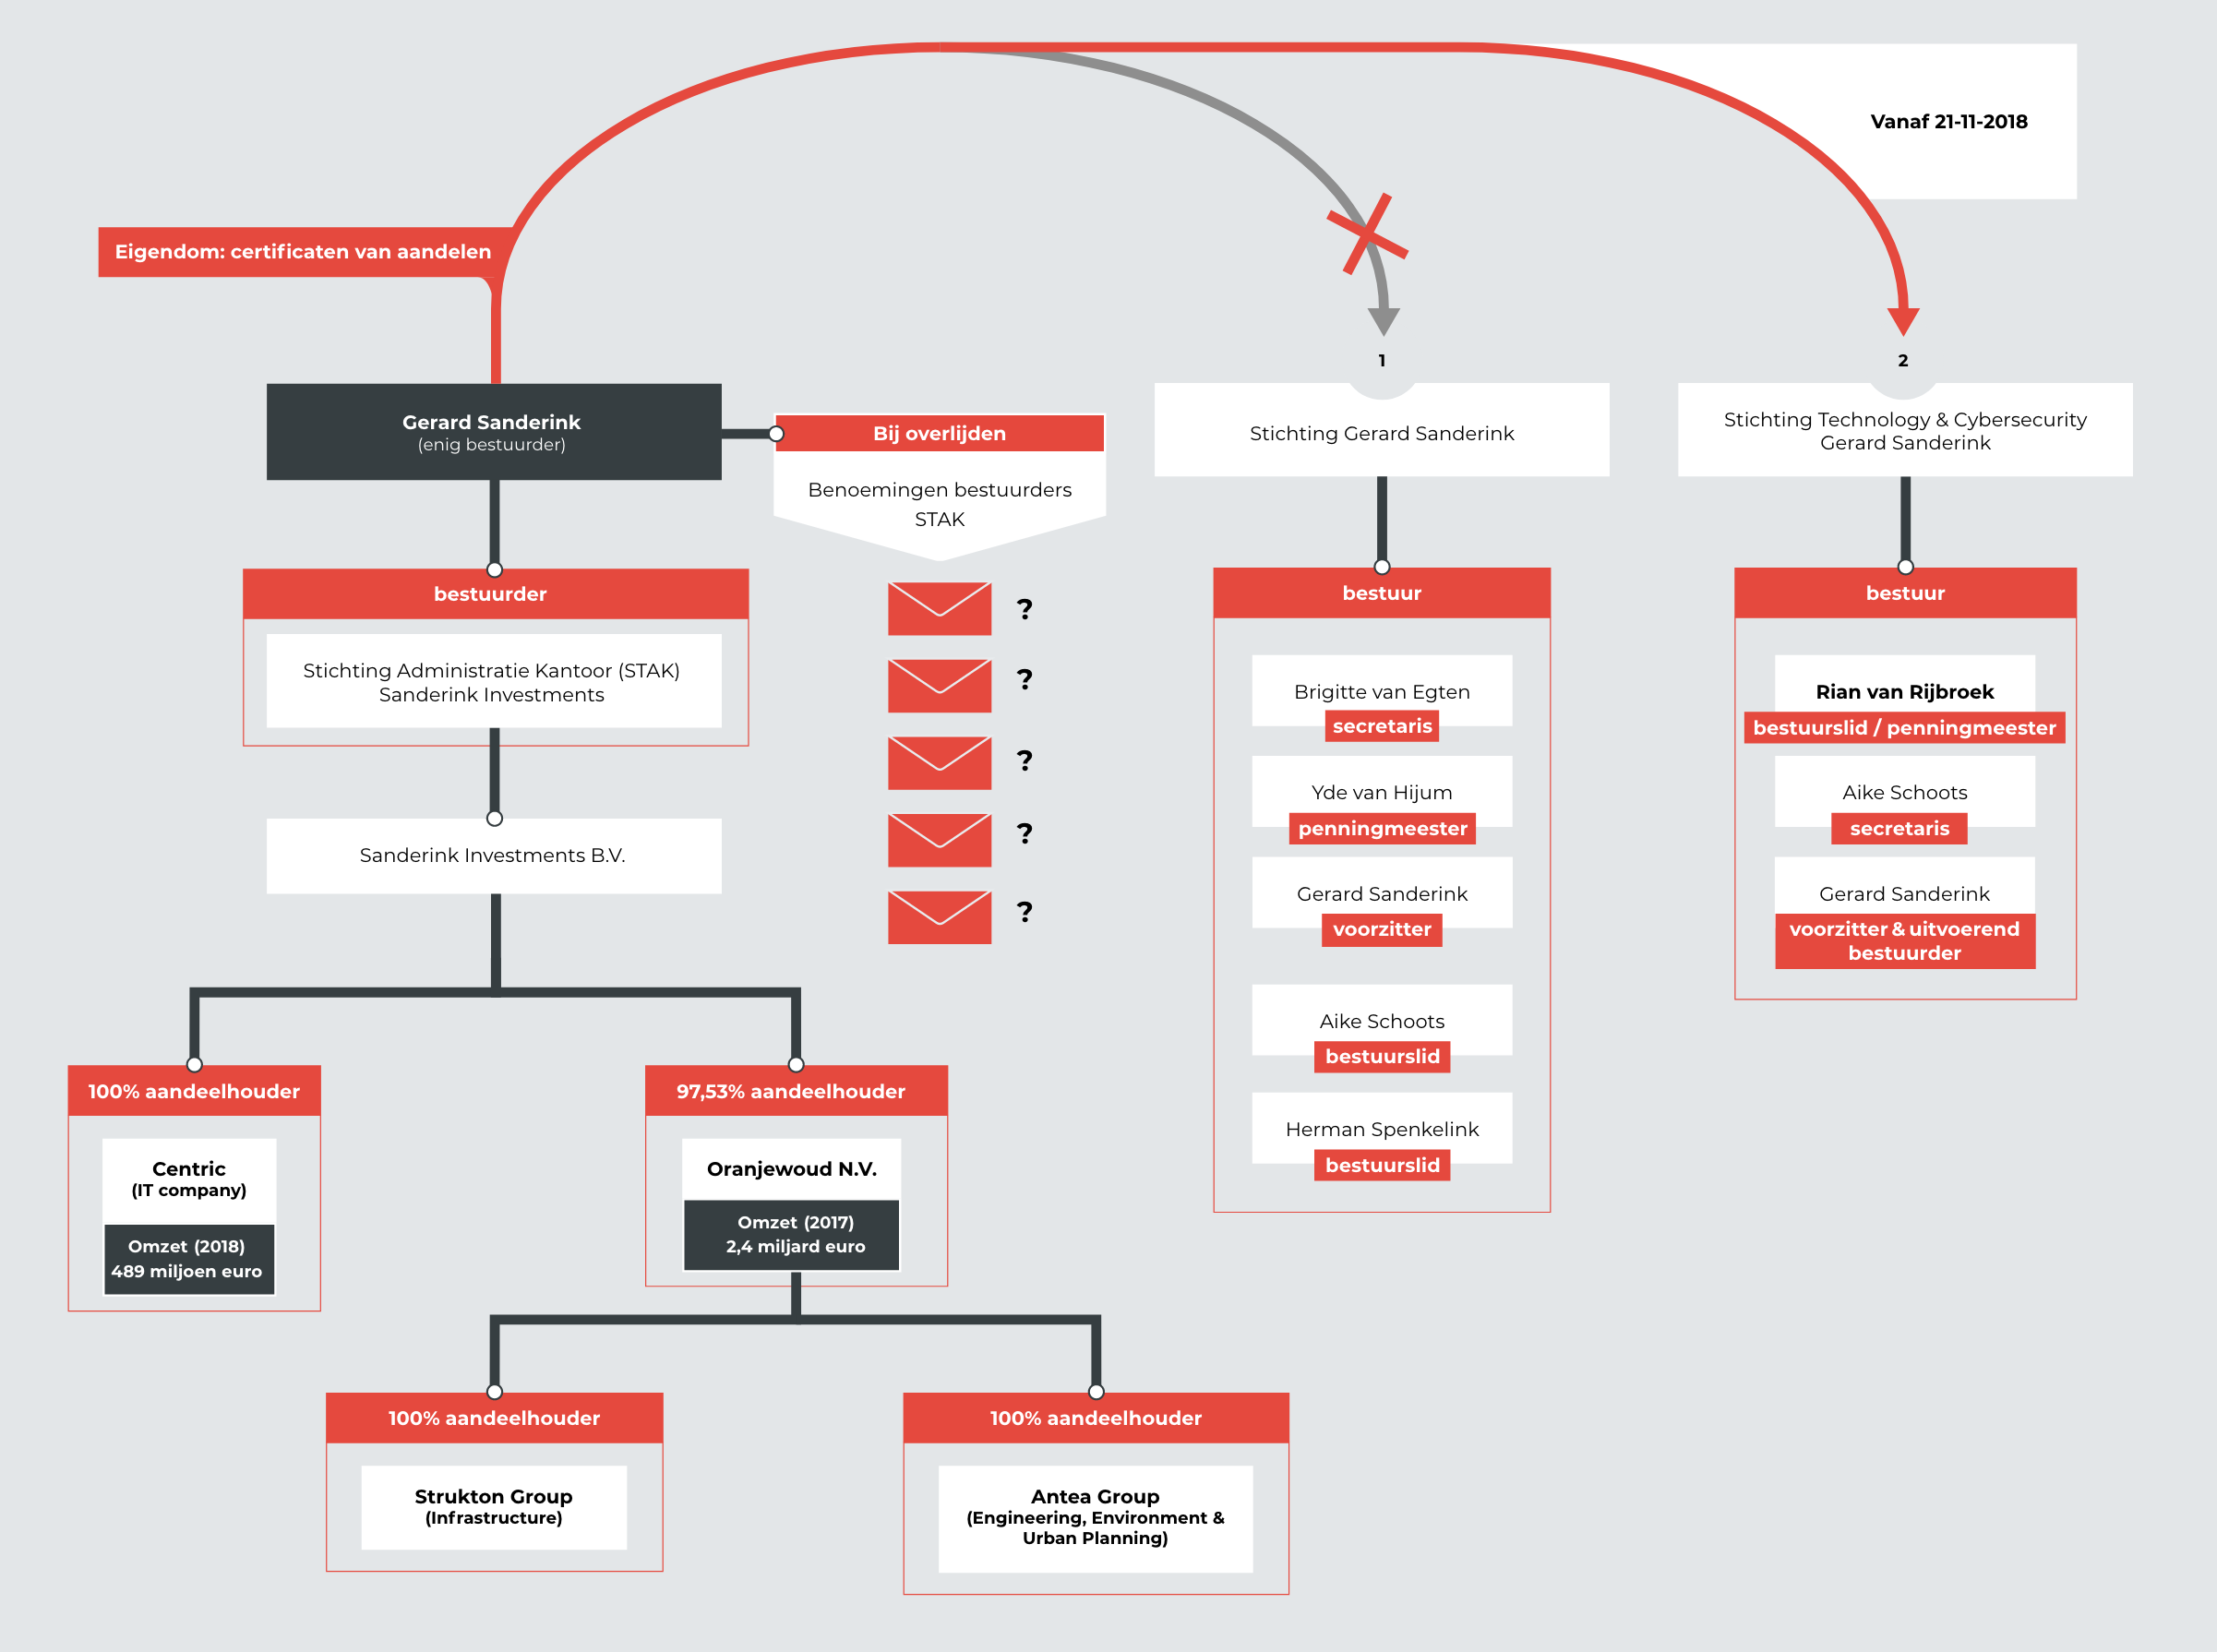 Vanaf 21-11-2018
Eigendom: certificaten van aandelen
Gerard Sanderink
(enig bestuurder)
Bij overlijden
Benoemingen bestuurders
STAK
?
?
?
?
?
bestuurder
Stichting Administratie Kantoor (STAK)
Sanderink Investments
Sanderink Investments B.V.
100% aandeelhouder
Centric
(IT company)
Omzet (2018)
489 miljoen euro
97,53% aandeelhouder
Oranjewoud N.V.
Omzet (2017)
2,4 miljard euro
100% aandeelhouder
Strukton Group
(Infrastructure)
100% aandeelhouder
Antea Group
(Engineering, Environment &
Urban Planning)
1
Stichting Gerard Sanderink
bestuur
Brigitte van Egten
secretaris
Yde van Hijum
penningmeester
Gerard Sanderink
voorzitter
Aike Schoots
bestuurslid
Herman Spenkelink
bestuurslid
2
Stichting Technology & Cybersecurity
Gerard Sanderink
bestuur
Rian van Rijbroek
bestuurslid / penningmeester
Aike Schoots
secretaris
Gerard Sanderink
voorzitter & uitvoerend
bestuurder